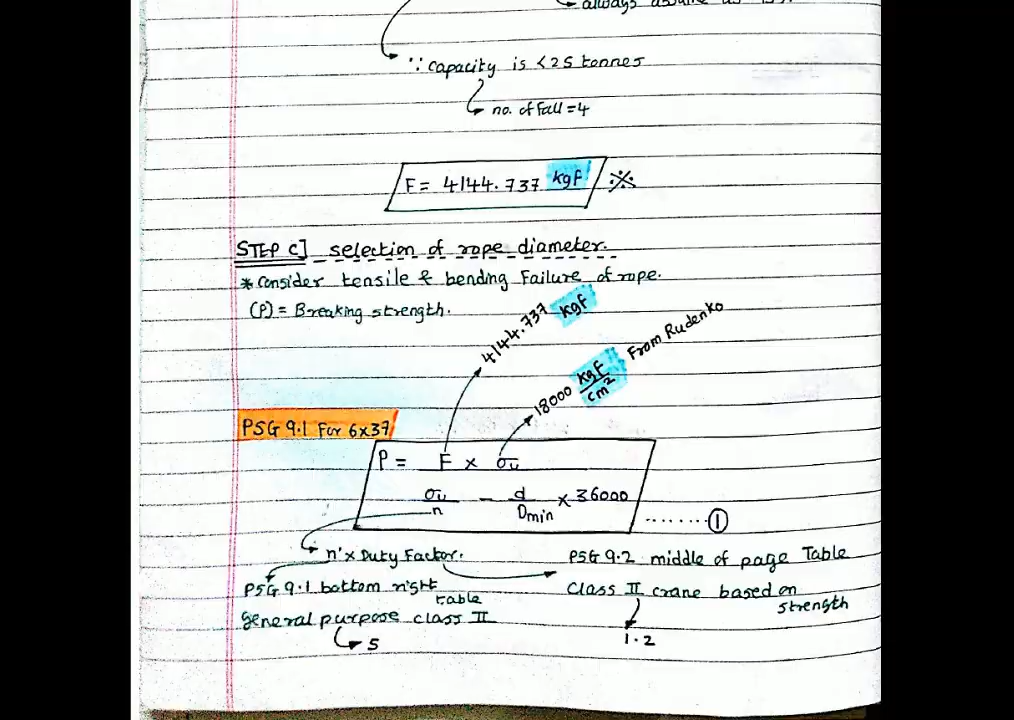 always assume as
∵ capacity is < 25 tonnes
no. of fall = 4
F = 4144.737 kgf ※
STEP C] selection of rope diameter.
* consider tensile & bending Failure of rope.
(P) = Breaking strength.
4144.737 kgf
18000 kgf/cm² From Rudenko
PSG 9.1 For 6x37
P = F x σu
σu/n - d/Dmin x 36000
........①
n' x Duty Factor.
PSG 9.2 middle of page Table
PSG 9.1 bottom right table
Class II crane based on strength
general purpose class II
1.2
5